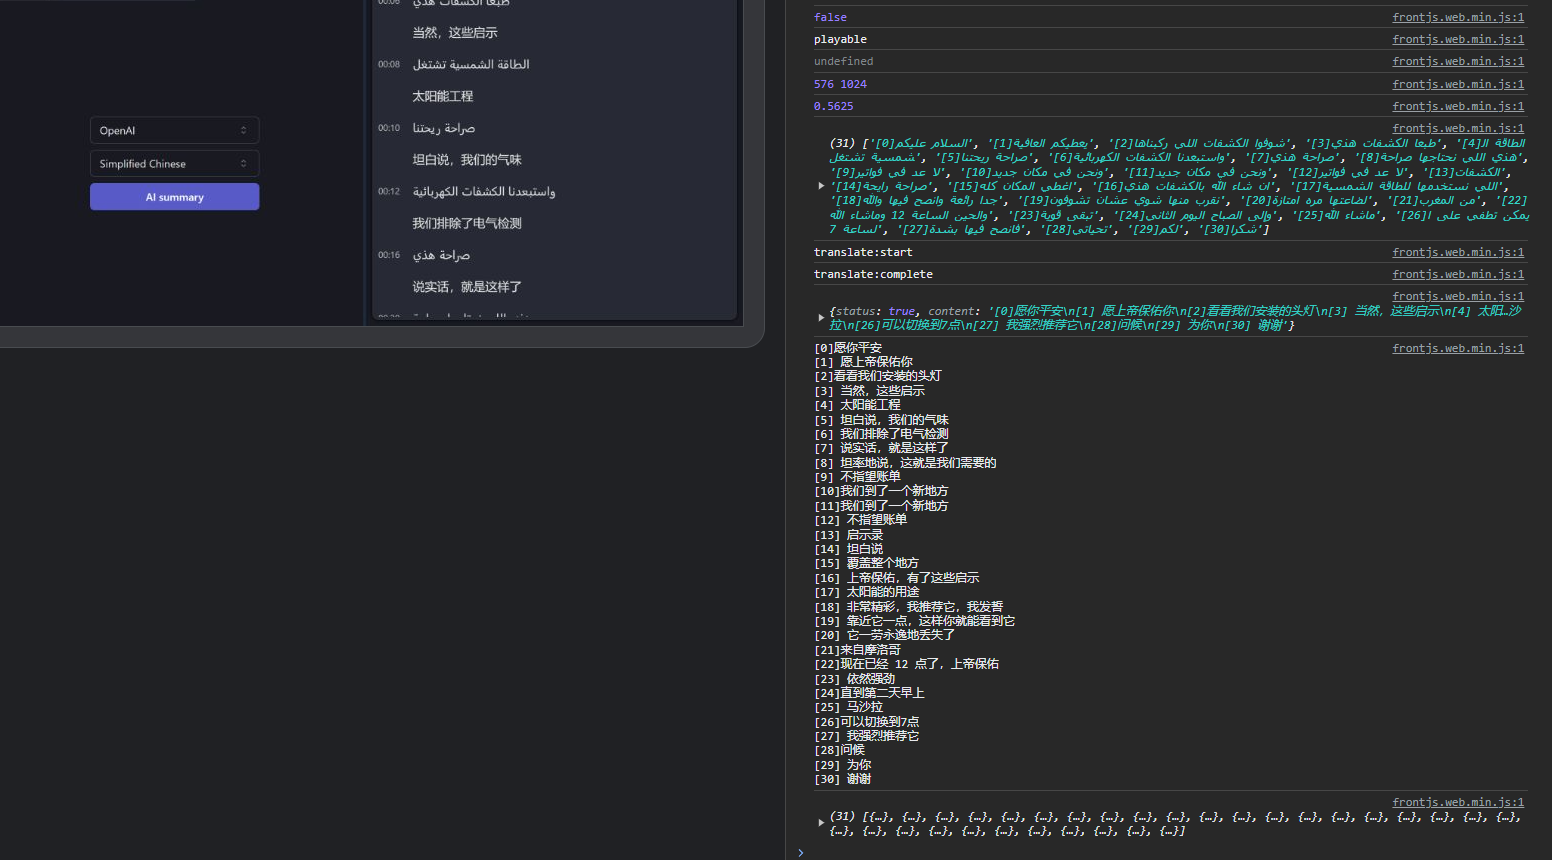 00:06 طبعا الكشفات هذي
当然，这些启示
00:08 الطاقة الشمسية تشتغل
太阳能工程
00:10 صراحة ريحتنا
坦白说，我们的气味
00:12 واستبعدنا الكشفات الكهربائية
我们排除了电气检测
00:16 صراحة هذي
说实话，就是这样了
OpenAI
Simplified Chinese
AI summary
false frontjs.web.min.js:1
playable frontjs.web.min.js:1
undefined frontjs.web.min.js:1
576 1024 frontjs.web.min.js:1
0.5625 frontjs.web.min.js:1
frontjs.web.min.js:1
(31) ['[0]السلام عليكم', '[1]يعطيكم العافية', '[2]شوفوا الكشفات اللي ركبناها', '[3]طبعا الكشفات هذي', '[4]الطاقة الـ
شمسية تشتغل', '[5]صراحة ريحتنا', '[6]واستبعدنا الكشفات الكهربائية', '[7]صراحة هذي', '[8]هذي اللي نحتاجها صراحة',
'[9]لا عد في فواتير', '[10]ونحن في مكان جديد', '[11]ونحن في مكان جديد', '[12]لا عد في فواتير', '[13]الكشفات',
'[14]صراحة رايحة', '[15]اغطي المكان كله', '[16]ان شاء الله بالكشفات هذي', '[17]اللي نستخدمها للطاقة الشمسية',
'[18]جدا رائعة وانصح فيها والله', '[19]نقرب منها شوي عشان تشوفون', '[20]لضاعتها مره امتازة', '[21]من المغرب', '[22]
والحين الساعة 12 وماشاء الله', '[23]تبقى قوية', '[24]وإلى الصباح اليوم الثاني', '[25]ماشاء الله', '[26]يمكن تطفي على ا
لساعة 7', '[27]فانصح فيها بشدة', '[28]تحياتي', '[29]لكم', '[30]شكرا']
translate:start frontjs.web.min.js:1
translate:complete frontjs.web.min.js:1
frontjs.web.min.js:1
{status: true, content: '[0]愿你平安\n[1] 愿上帝保佑你\n[2]看看我们安装的头灯\n[3] 当然，这些启示\n[4] 太阳…沙
拉\n[26]可以切换到7点\n[27] 我强烈推荐它\n[28]问候\n[29] 为你\n[30] 谢谢'}
[0]愿你平安 frontjs.web.min.js:1
[1] 愿上帝保佑你
[2]看看我们安装的头灯
[3] 当然，这些启示
[4] 太阳能工程
[5] 坦白说，我们的气味
[6] 我们排除了电气检测
[7] 说实话，就是这样了
[8] 坦率地说，这就是我们需要的
[9] 不指望账单
[10]我们到了一个新地方
[11]我们到了一个新地方
[12] 不指望账单
[13] 启示录
[14] 坦白说
[15] 覆盖整个地方
[16] 上帝保佑，有了这些启示
[17] 太阳能的用途
[18] 非常精彩，我推荐它，我发誓
[19] 靠近它一点，这样你就能看到它
[20] 它一劳永逸地丢失了
[21]来自摩洛哥
[22]现在已经 12 点了，上帝保佑
[23] 依然强劲
[24]直到第二天早上
[25] 马沙拉
[26]可以切换到7点
[27] 我强烈推荐它
[28]问候
[29] 为你
[30] 谢谢
frontjs.web.min.js:1
(31) [{…}, {…}, {…}, {…}, {…}, {…}, {…}, {…}, {…}, {…}, {…}, {…}, {…}, {…}, {…}, {…}, {…}, {…}, {…}, {…},
{…}, {…}, {…}, {…}, {…}, {…}, {…}, {…}, {…}, {…}, {…}]